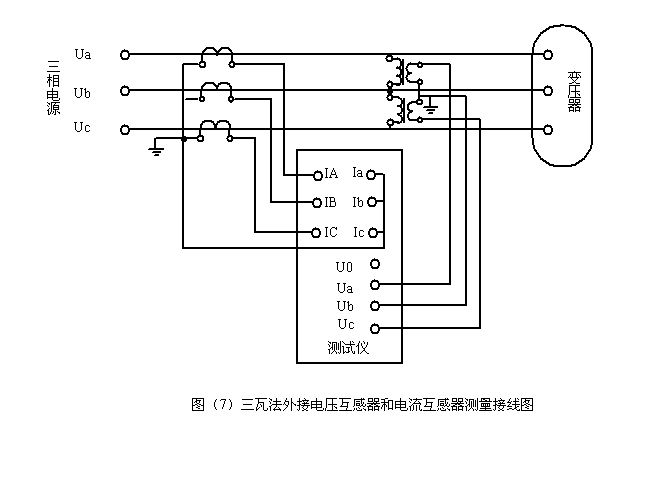 三相电源
Ua
Ub
Uc
变压器
IA Ia
IB Ib
IC Ic
U0
Ua
Ub
Uc
测试仪
图（7）三瓦法外接电压互感器和电流互感器测量接线图